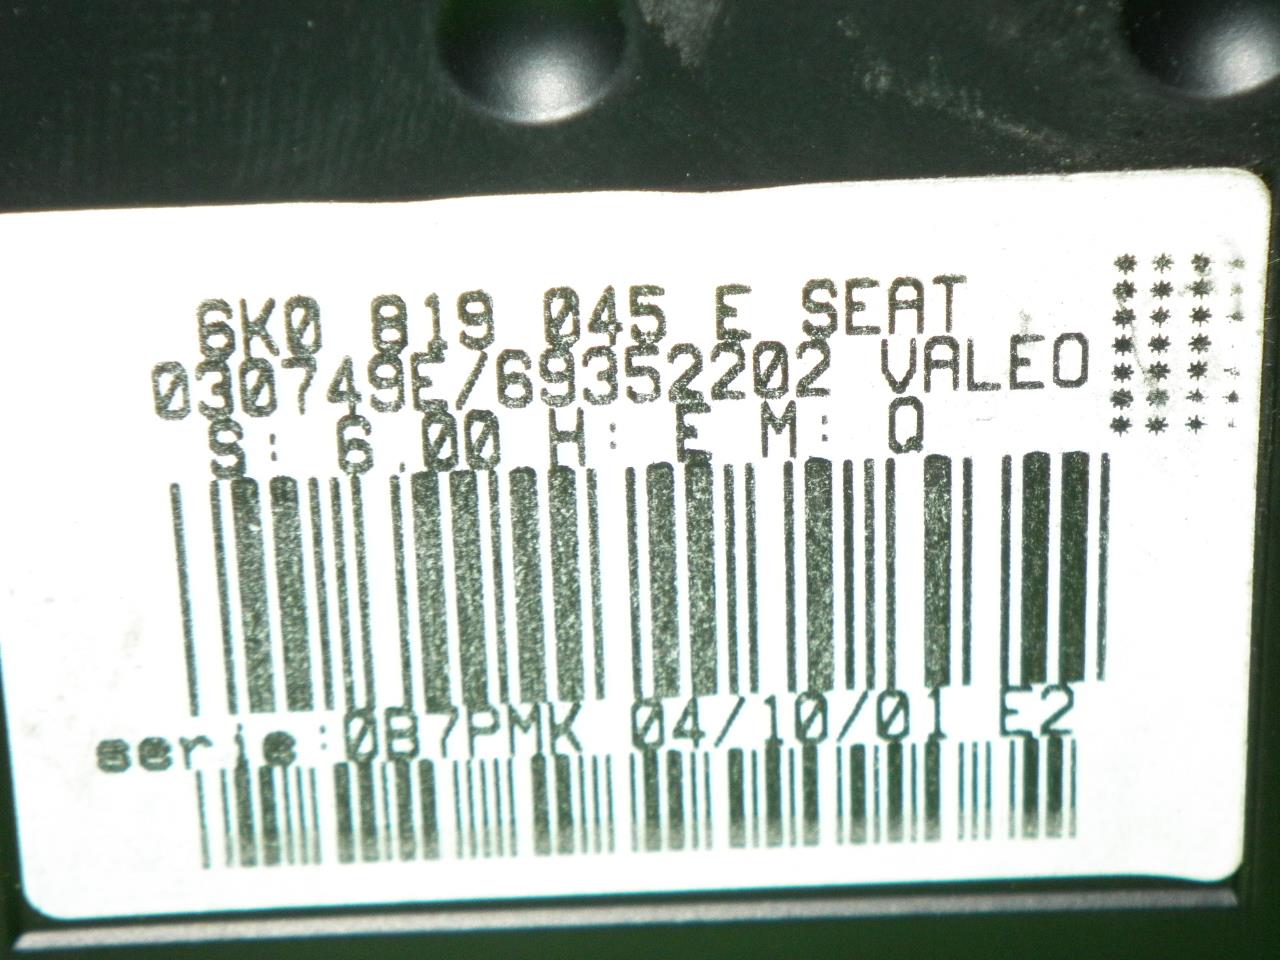 6K0 819 045 E SEAT
030749E/69352202 VALEO
S: 6.00 H: E M: Q
serie:0B7PMK 04/10/01 E2